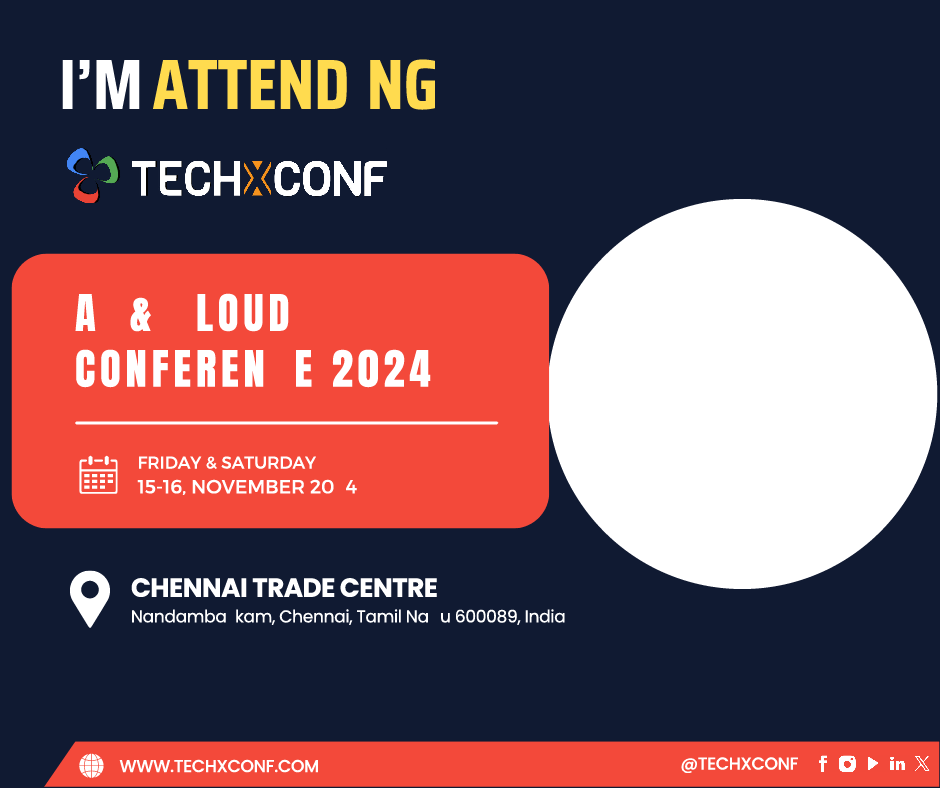 I'M ATTEND NG
TECHXCONF
A & LOUD
CONFEREN E 2024
FRIDAY & SATURDAY
15-16, NOVEMBER 20 4
CHENNAI TRADE CENTRE
Nandamba kam, Chennai, Tamil Na u 600089, India
WWW.TECHXCONF.COM
@TECHXCONF